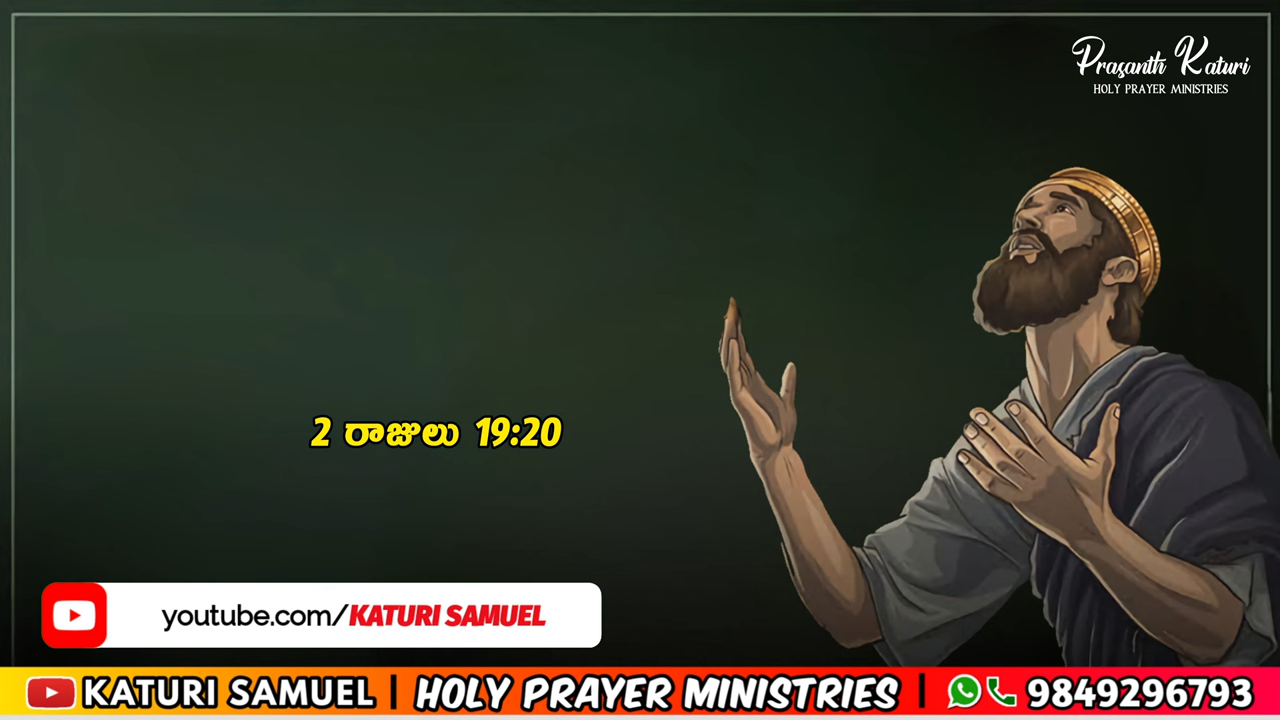 Prasanth Katuri
HOLY PRAYER MINISTRIES
2 రాజులు 19:20
youtube.com/KATURI SAMUEL
KATURI SAMUEL | HOLY PRAYER MINISTRIES | 9849296793